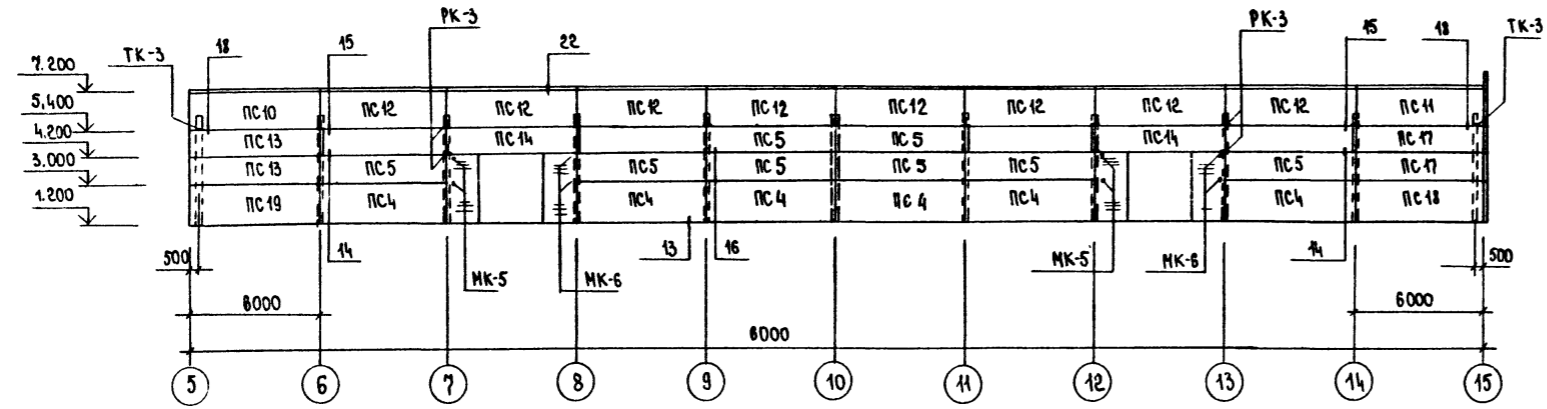 РК-3 РК-3
ТК-3 18 15 22 15 18 ТК-3
7.200
5,400
4.200
3.000
1.200
ПС10 ПС12 ПС12 ПС12 ПС12 ПС12 ПС12 ПС12 ПС12 ПС11
ПС13 ПС14 ПС5 ПС5 ПС14 ПС17
ПС13 ПС5 ПС5 ПС5 ПС5 ПС5 ПС5 ПС17
ПС19 ПС4 ПС4 ПС4 ПС4 ПС4 ПС4 ПС18
500 14 13 16 14 500
МК-5 МК-6 МК-5 МК-6
6000 6000
6000
5 6 7 8 9 10 11 12 13 14 15